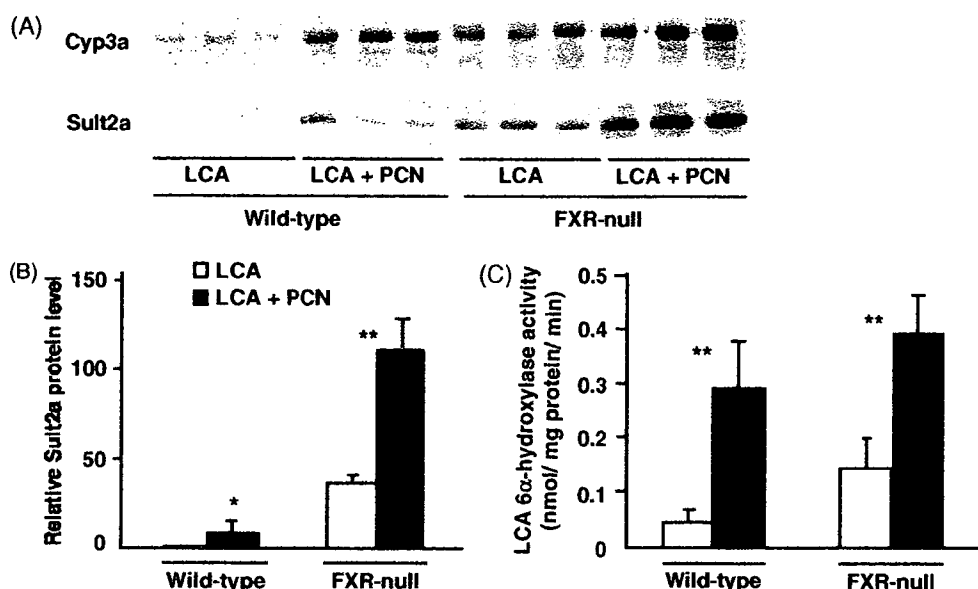 (A)
Cyp3a
Sult2a
LCA LCA + PCN LCA LCA + PCN
Wild-type FXR-null
(B)
Relative Sult2a protein level
150
100
50
0
LCA
LCA + PCN
*
**
Wild-type FXR-null
(C)
LCA 6α-hydroxylase activity
(nmol/ mg protein/ min)
0.5
0.4
0.3
0.2
0.1
0
**
**
Wild-type FXR-null